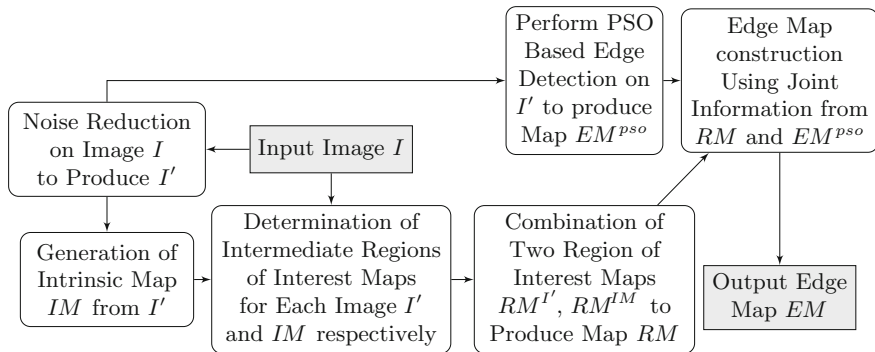 Perform PSO
Based Edge
Detection on
I′ to produce
Map EM^pso
Edge Map
construction
Using Joint
Information from
RM and EM^pso
Noise Reduction
on Image I
to Produce I′
Input Image I
Generation of
Intrinsic Map
IM from I′
Determination of
Intermediate Regions
of Interest Maps
for Each Image I′
and IM respectively
Combination of
Two Region of
Interest Maps
RM^I′, RM^IM to
Produce Map RM
Output Edge
Map EM